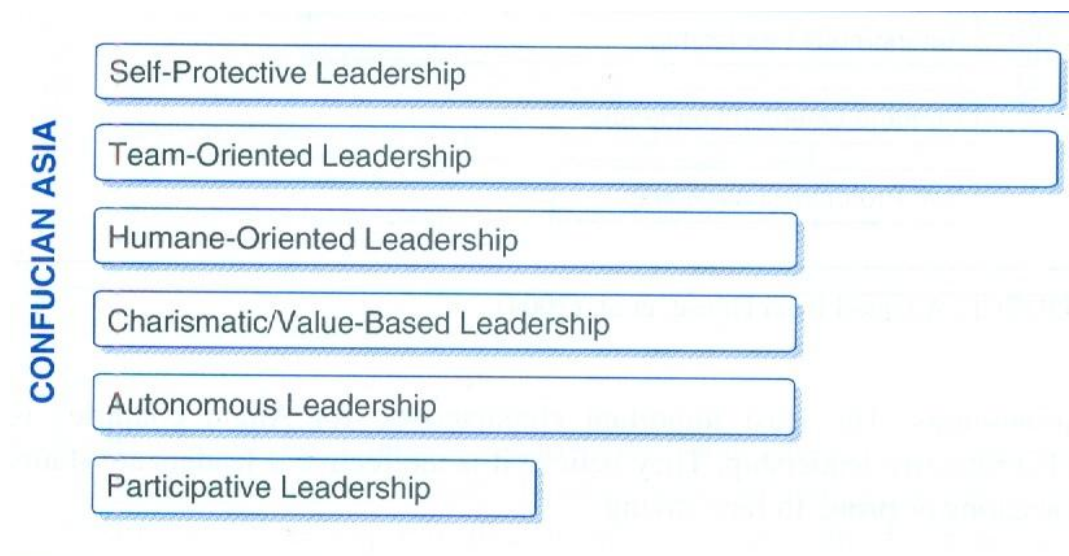 CONFUCIAN ASIA
Self-Protective Leadership
Team-Oriented Leadership
Humane-Oriented Leadership
Charismatic/Value-Based Leadership
Autonomous Leadership
Participative Leadership